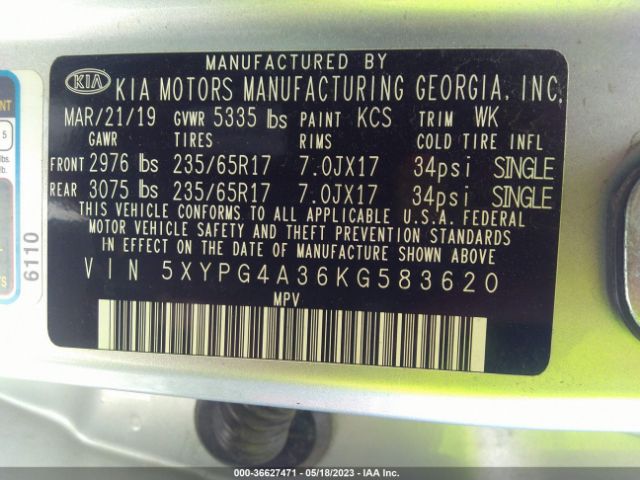 MANUFACTURED BY
KIA KIA MOTORS MANUFACTURING GEORGIA, INC.
MAR/21/19 GVWR 5335 lbs PAINT KCS TRIM WK
GAWR TIRES RIMS COLD TIRE INFL
FRONT 2976 lbs 235/65R17 7.0JX17 34psi SINGLE
REAR 3075 lbs 235/65R17 7.0JX17 34psi SINGLE
THIS VEHICLE CONFORMS TO ALL APPLICABLE U.S.A. FEDERAL
MOTOR VEHICLE SAFETY AND THEFT PREVENTION STANDARDS
IN EFFECT ON THE DATE OF MANUFACTURE SHOWN ABOVE.
VIN 5XYPG4A36KG583620
MPV
6110
5
lbs.
000-36627471 - 05/18/2023 - IAA Inc.